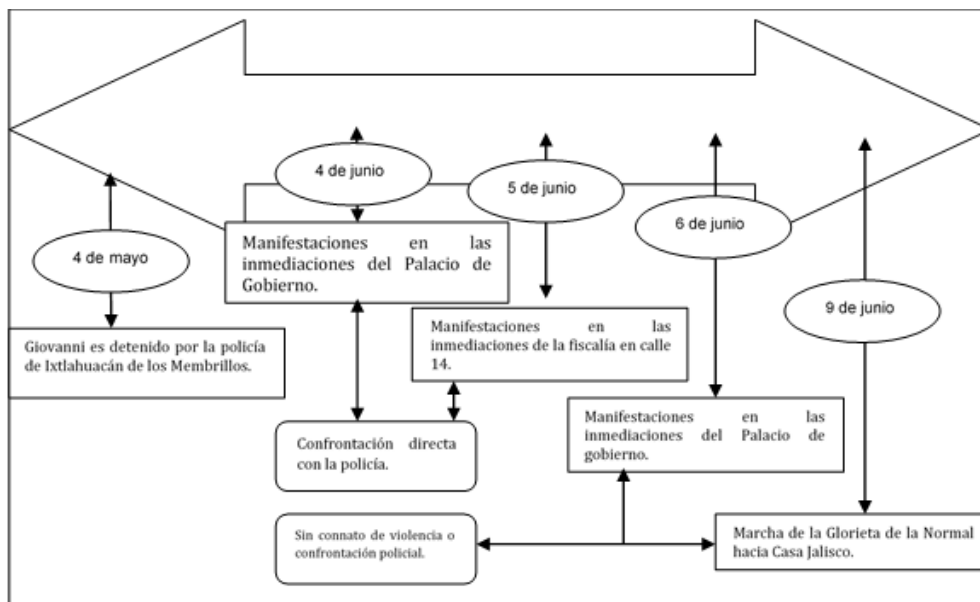 4 de junio
5 de junio
6 de junio
4 de mayo
9 de junio
Manifestaciones en las
inmediaciones del Palacio de
Gobierno.
Giovanni es detenido por la policía
de Ixtlahuacán de los Membrillos.
Manifestaciones en las
inmediaciones de la fiscalía en calle
14.
Manifestaciones en las
inmediaciones del Palacio de
gobierno.
Confrontación directa
con la policía.
Sin connato de violencia o
confrontación policial.
Marcha de la Glorieta de la Normal
hacia Casa Jalisco.